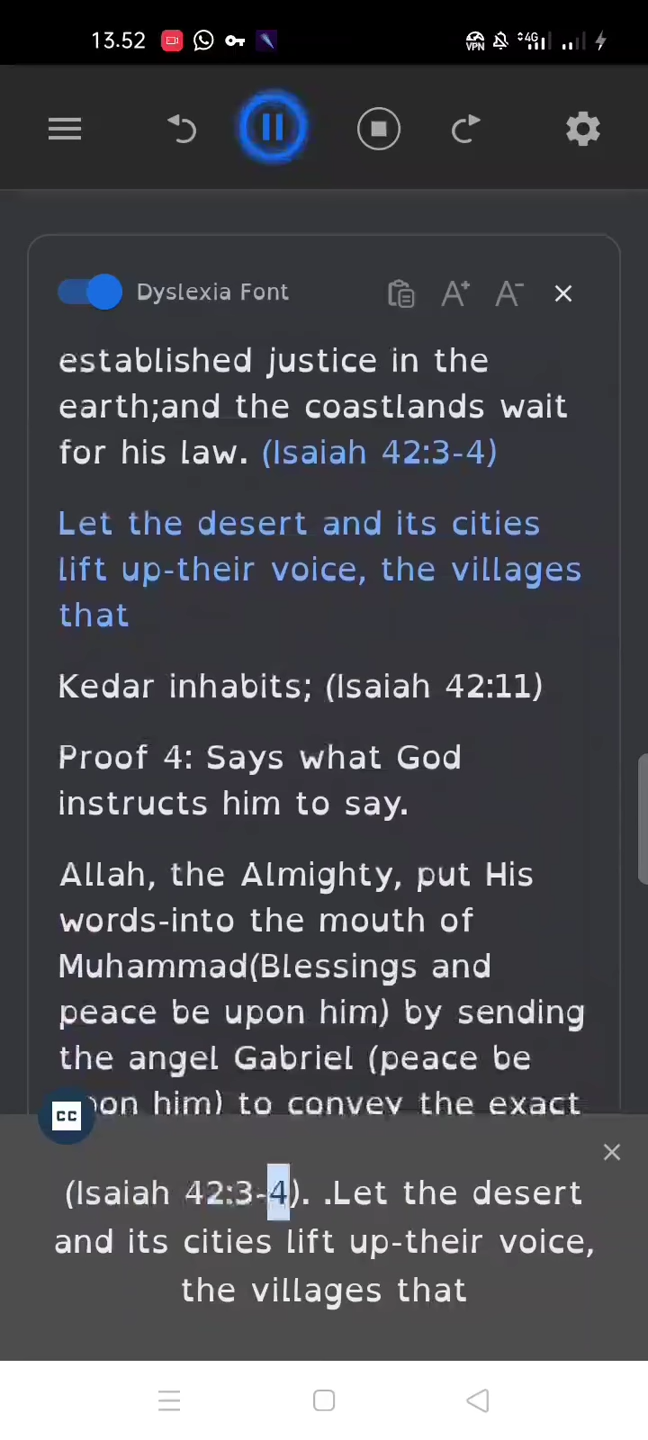 13.52
VPN 4G
Dyslexia Font A+ A-
established justice in the
earth;and the coastlands wait
for his law. (Isaiah 42:3-4)
Let the desert and its cities
lift up-their voice, the villages
that
Kedar inhabits; (Isaiah 42:11)
Proof 4: Says what God
instructs him to say.
Allah, the Almighty, put His
words-into the mouth of
Muhammad(Blessings and
peace be upon him) by sending
the angel Gabriel (peace be
upon him) to convey the exact
CC
(Isaiah 42:3-4). .Let the desert
and its cities lift up-their voice,
the villages that